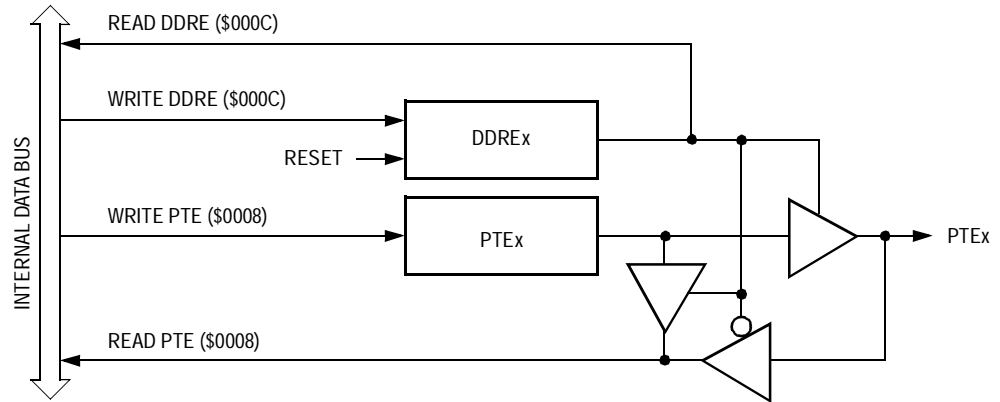 READ DDRE ($000C)
WRITE DDRE ($000C)
DDREx
RESET
INTERNAL DATA BUS
WRITE PTE ($0008)
PTEx
PTEx
READ PTE ($0008)